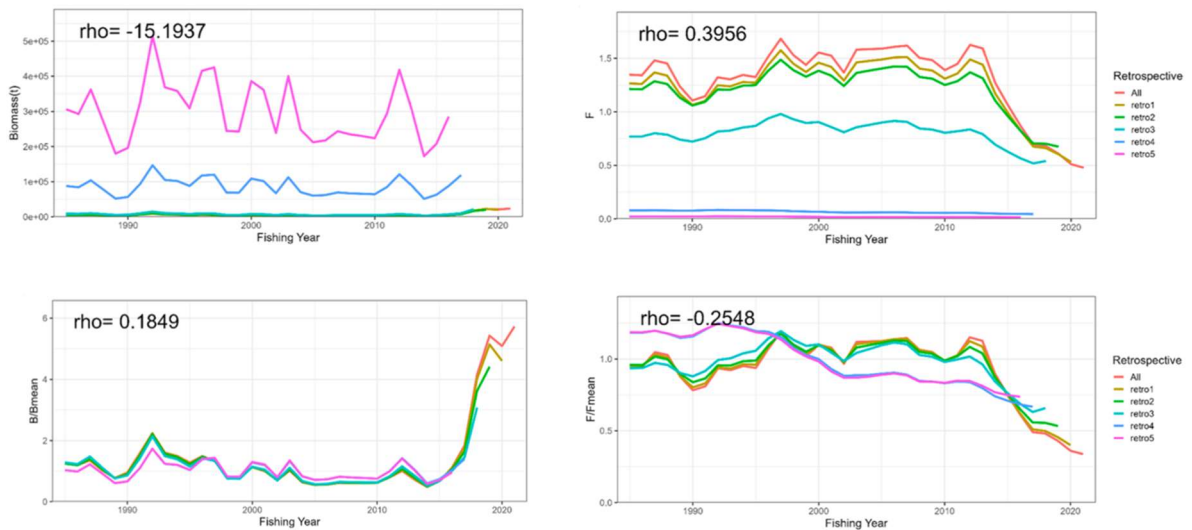 rho= -15.1937
5e+05
4e+05
3e+05
2e+05
1e+05
0e+00
Biomass(t)
1990
2000
2010
2020
Fishing Year
rho= 0.3956
1.5
1.0
0.5
0.0
F
1990
2000
2010
2020
Fishing Year
Retrospective
All
retro1
retro2
retro3
retro4
retro5
rho= 0.1849
6
4
2
0
B/Bmean
1990
2000
2010
2020
Fishing Year
rho= -0.2548
1.0
0.5
0.0
F/Fmean
1990
2000
2010
2020
Fishing Year
Retrospective
All
retro1
retro2
retro3
retro4
retro5